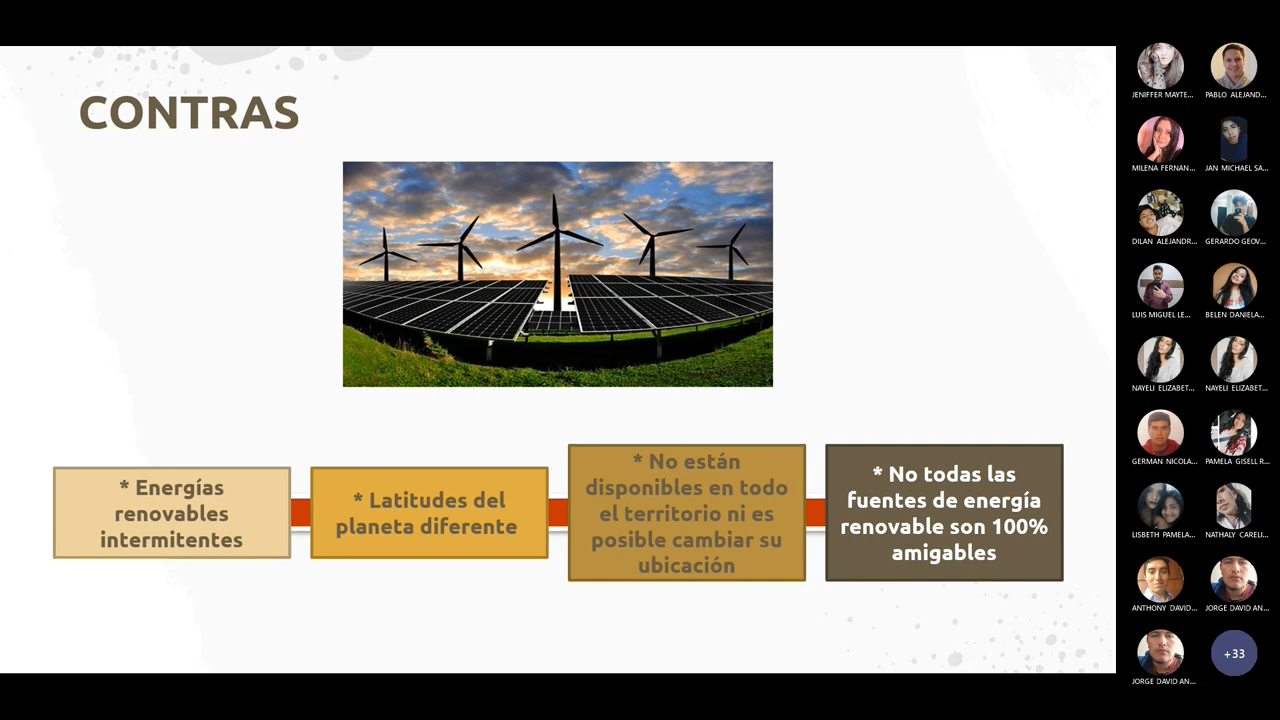 CONTRAS
* Energías
renovables
intermitentes
* Latitudes del
planeta diferente
* No están
disponibles en todo
el territorio ni es
posible cambiar su
ubicación
* No todas las
fuentes de energía
renovable son 100%
amigables
JENIFFER MAYTE...
PABLO ALEJAND...
MILENA FERNAN...
JAN MICHAEL SA...
DILAN ALEJANDR...
GERARDO GEOV...
LUIS MIGUEL LE...
BELEN DANIELA...
NAYELI ELIZABET...
NAYELI ELIZABET...
GERMAN NICOLA...
PAMELA GISELL R...
LISBETH PAMELA...
NATHALY CARELI...
ANTHONY DAVID...
JORGE DAVID AN...
JORGE DAVID AN...
+33